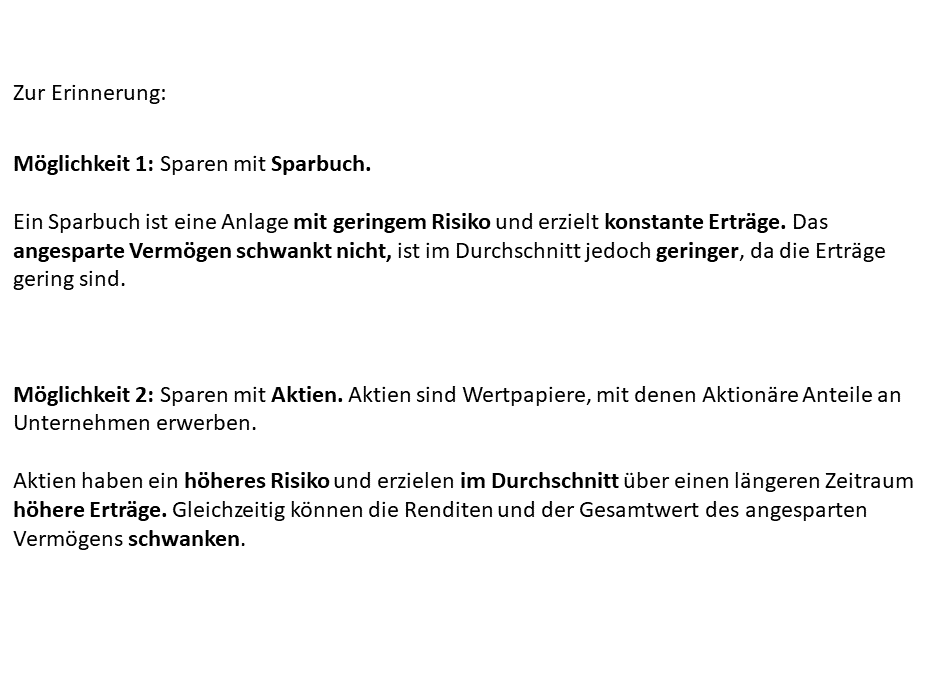 Zur Erinnerung:
Möglichkeit 1: Sparen mit Sparbuch.
Ein Sparbuch ist eine Anlage mit geringem Risiko und erzielt konstante Erträge. Das
angesparte Vermögen schwankt nicht, ist im Durchschnitt jedoch geringer, da die Erträge
gering sind.
Möglichkeit 2: Sparen mit Aktien. Aktien sind Wertpapiere, mit denen Aktionäre Anteile an
Unternehmen erwerben.
Aktien haben ein höheres Risiko und erzielen im Durchschnitt über einen längeren Zeitraum
höhere Erträge. Gleichzeitig können die Renditen und der Gesamtwert des angesparten
Vermögens schwanken.